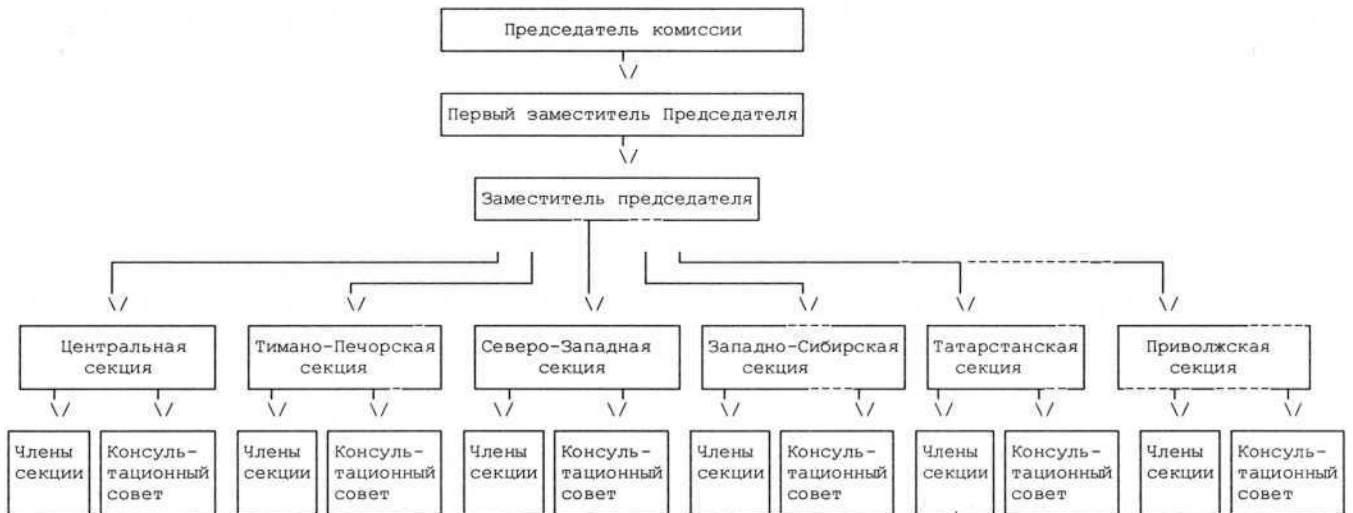 Председатель комиссии
Первый заместитель Председателя
Заместитель председателя
Центральная
секция
Тимано-Печорская
секция
Северо-Западная
секция
Западно-Сибирская
секция
Татарстанская
секция
Приволжская
секция
Члены
секции
Консуль-
тационный
совет
Члены
секции
Консуль-
тационный
совет
Члены
секции
Консуль-
тационный
совет
Члены
секции
Консуль-
тационный
совет
Члены
секции
Консуль-
тационный
совет
Члены
секции
Консуль-
тационный
совет